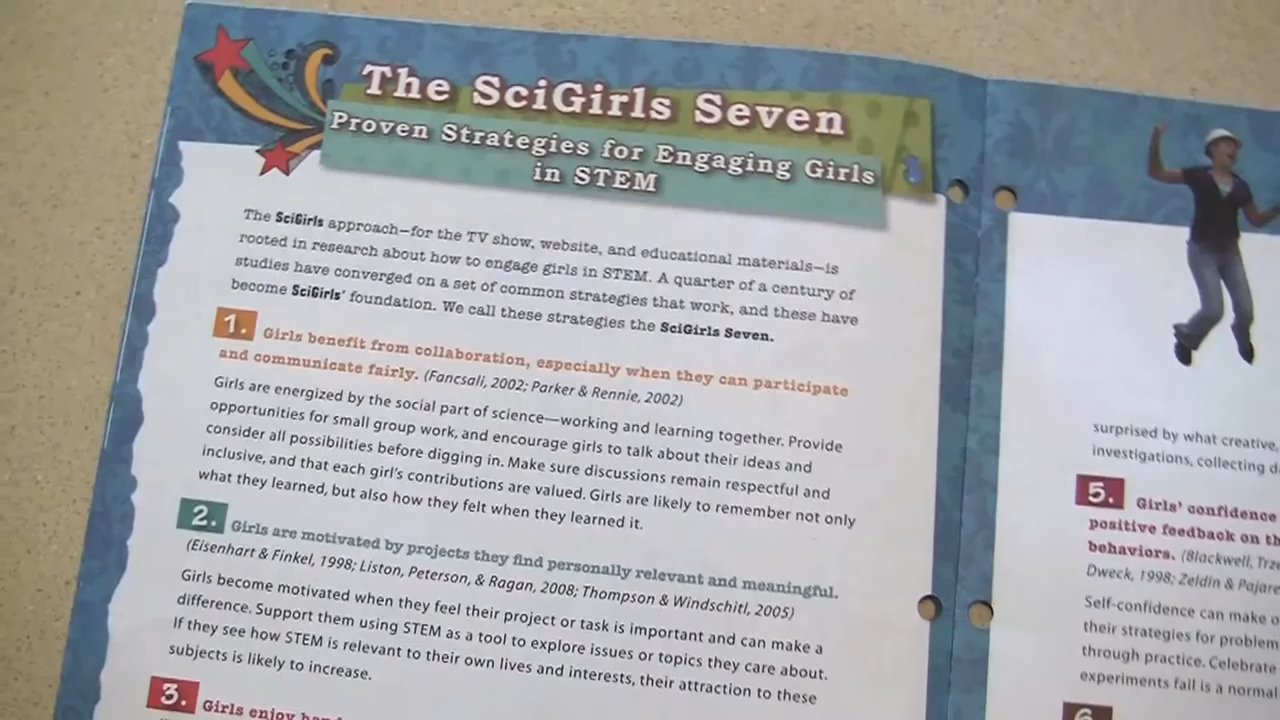 The SciGirls Seven
Proven Strategies for Engaging Girls
in STEM
The SciGirls approach—for the TV show, website, and educational materials—is
rooted in research about how to engage girls in STEM. A quarter of a century of
studies have converged on a set of common strategies that work, and these have
become SciGirls' foundation. We call these strategies the SciGirls Seven.
1. Girls benefit from collaboration, especially when they can participate
and communicate fairly. (Fancsali, 2002; Parker & Rennie, 2002)
Girls are energized by the social part of science—working and learning together. Provide
opportunities for small group work, and encourage girls to talk about their ideas and
consider all possibilities before digging in. Make sure discussions remain respectful and
inclusive, and that each girl's contributions are valued. Girls are likely to remember not only
what they learned, but also how they felt when they learned it.
2. Girls are motivated by projects they find personally relevant and meaningful.
(Eisenhart & Finkel, 1998; Liston, Peterson, & Ragan, 2008; Thompson & Windschitl, 2005)
Girls become motivated when they feel their project or task is important and can make a
difference. Support them using STEM as a tool to explore issues or topics they care about.
If they see how STEM is relevant to their own lives and interests, their attraction to these
subjects is likely to increase.
3. Girls enjoy
surprised by what creative,
investigations, collecting
5. Girls' confidence
positive feedback on
behaviors. (Blackwell,
Dweck, 1998; Zeldin &
Self-confidence can make
their strategies for problem
through practice. Celebrate
experiments fail is a normal
6